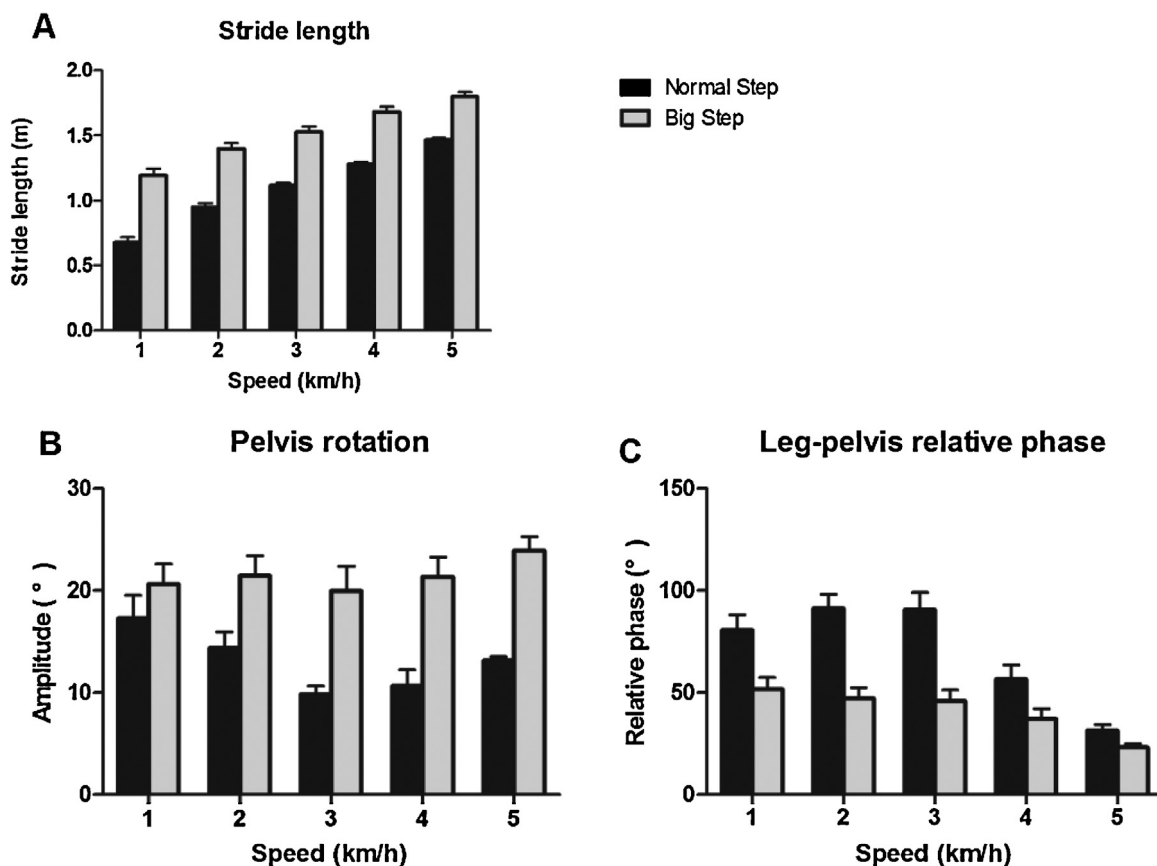 A
Stride length
Normal Step
Big Step
Stride length (m)
2.0
1.5
1.0
0.5
0.0
1 2 3 4 5
Speed (km/h)
B
Pelvis rotation
Amplitude ( ° )
30
20
10
0
1 2 3 4 5
Speed (km/h)
C
Leg-pelvis relative phase
Relative phase (° )
150
100
50
0
1 2 3 4 5
Speed (km/h)